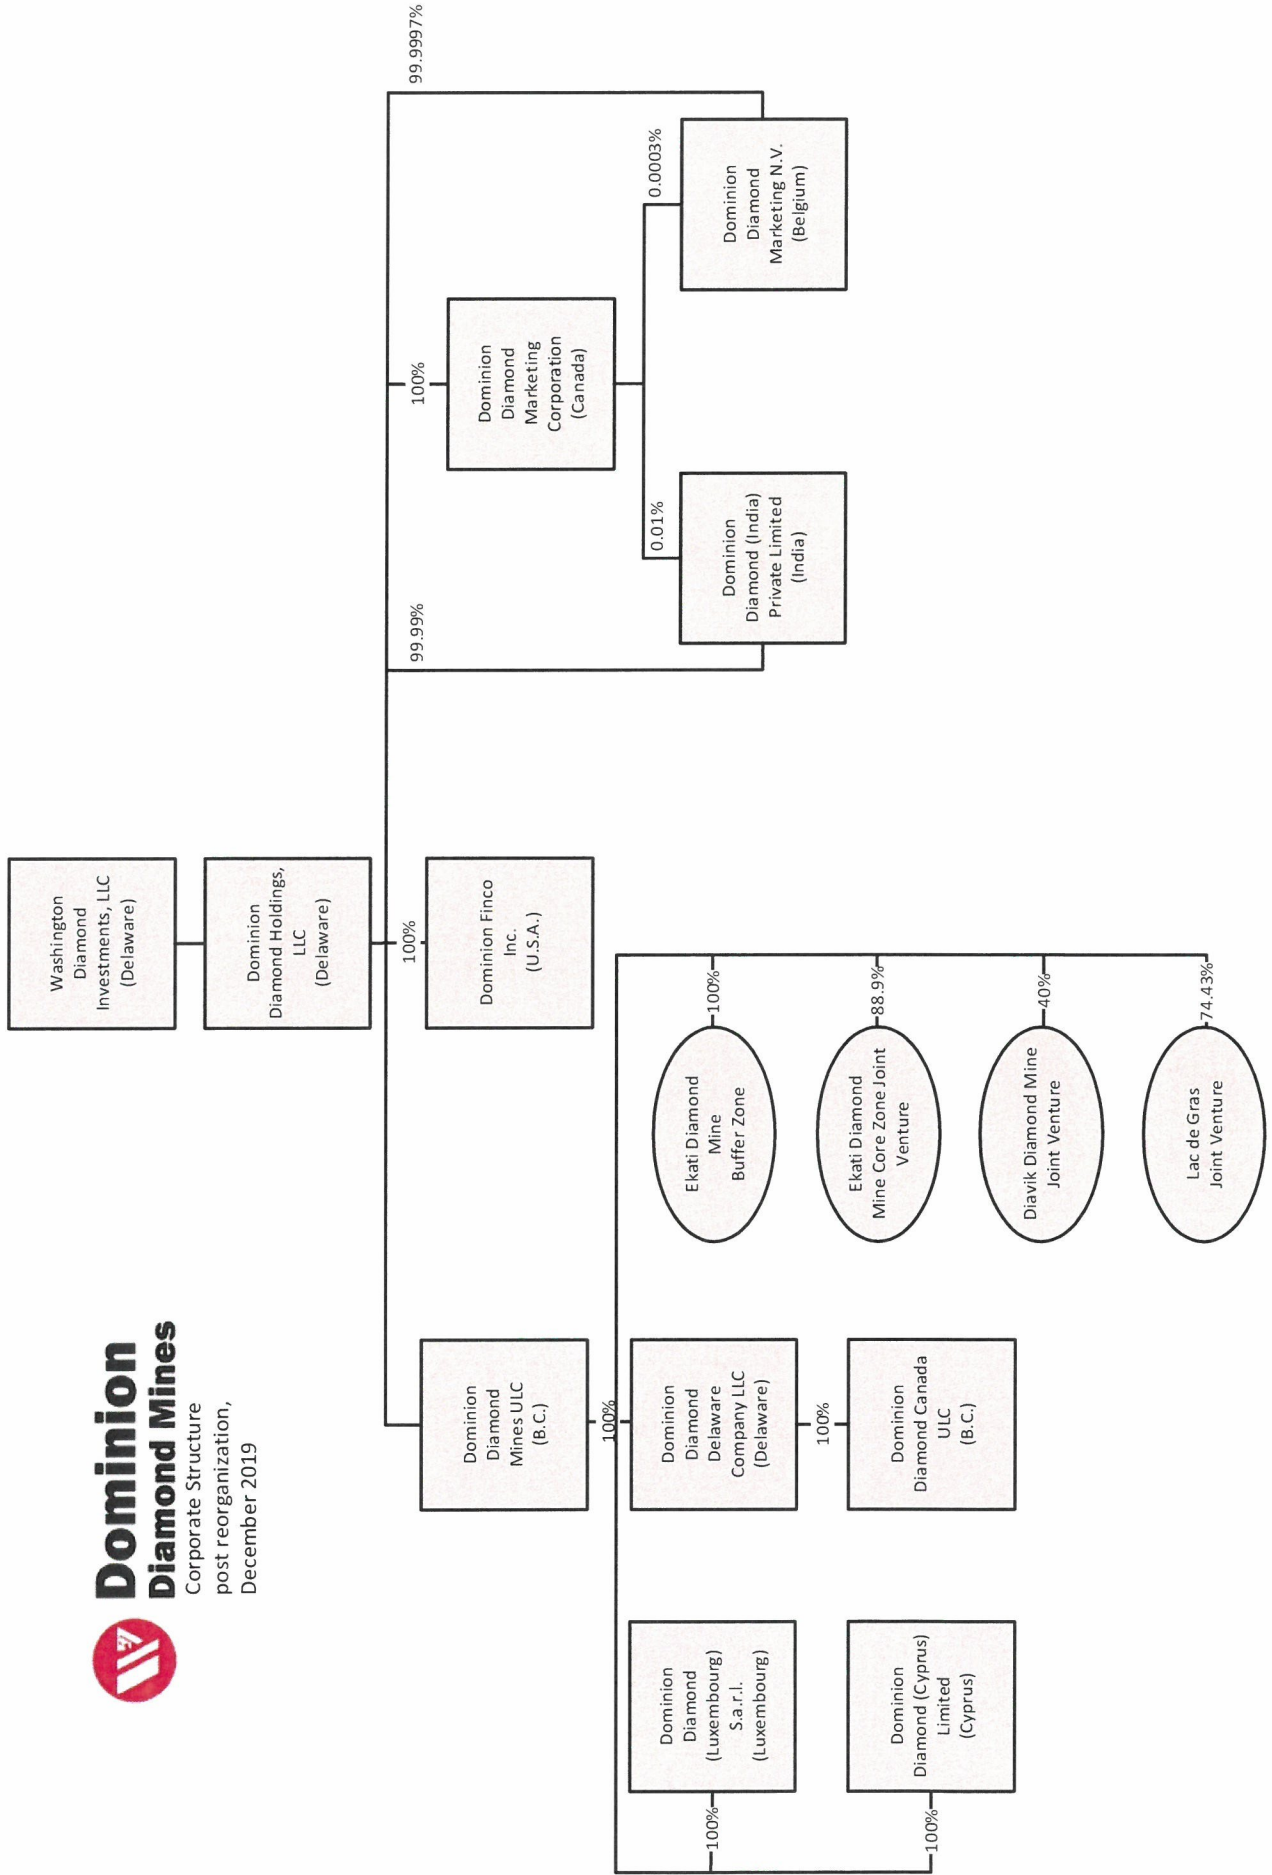 Dominion
Diamond Mines
Corporate Structure
post reorganization,
December 2019
Washington
Diamond
Investments, LLC
(Delaware)
Dominion
Diamond Holdings,
LLC
(Delaware)
100%
Dominion Finco
Inc.
(U.S.A.)
99.99%
100%
99.9997%
Dominion
Diamond
Marketing
Corporation
(Canada)
0.01%
0.0003%
Dominion
Diamond (India)
Private Limited
(India)
Dominion
Diamond
Marketing N.V.
(Belgium)
Dominion
Diamond
Mines ULC
(B.C.)
100%
100%
Dominion
Diamond
(Luxembourg)
S.a.r.l.
(Luxembourg)
100%
Dominion
Diamond (Cyprus)
Limited
(Cyprus)
Dominion
Diamond
Delaware
Company LLC
(Delaware)
100%
Dominion
Diamond Canada
ULC
(B.C.)
Ekati Diamond
Mine
Buffer Zone
100%
Ekati Diamond
Mine Core Zone Joint
Venture
88.9%
Diavik Diamond Mine
Joint Venture
40%
Lac de Gras
Joint Venture
74.43%